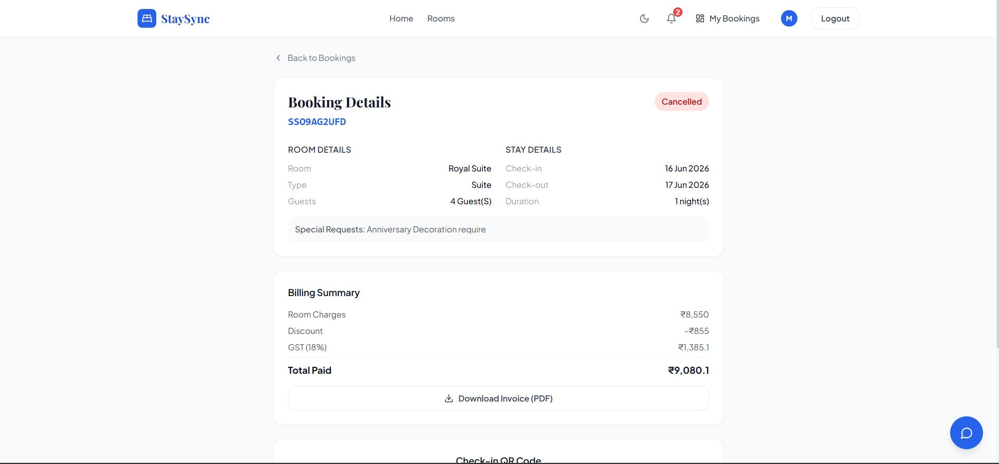 StaySync
Home
Rooms
2
My Bookings
M
Logout
Back to Bookings
Booking Details
Cancelled
SS09AG2UFD
ROOM DETAILS
Room Royal Suite
Type Suite
Guests 4 Guest(S)
STAY DETAILS
Check-in 16 Jun 2026
Check-out 17 Jun 2026
Duration 1 night(s)
Special Requests: Anniversary Decoration require
Billing Summary
Room Charges ₹8,550
Discount -₹855
GST (18%) ₹1,385.1
Total Paid ₹9,080.1
Download Invoice (PDF)
Check-in QR Code